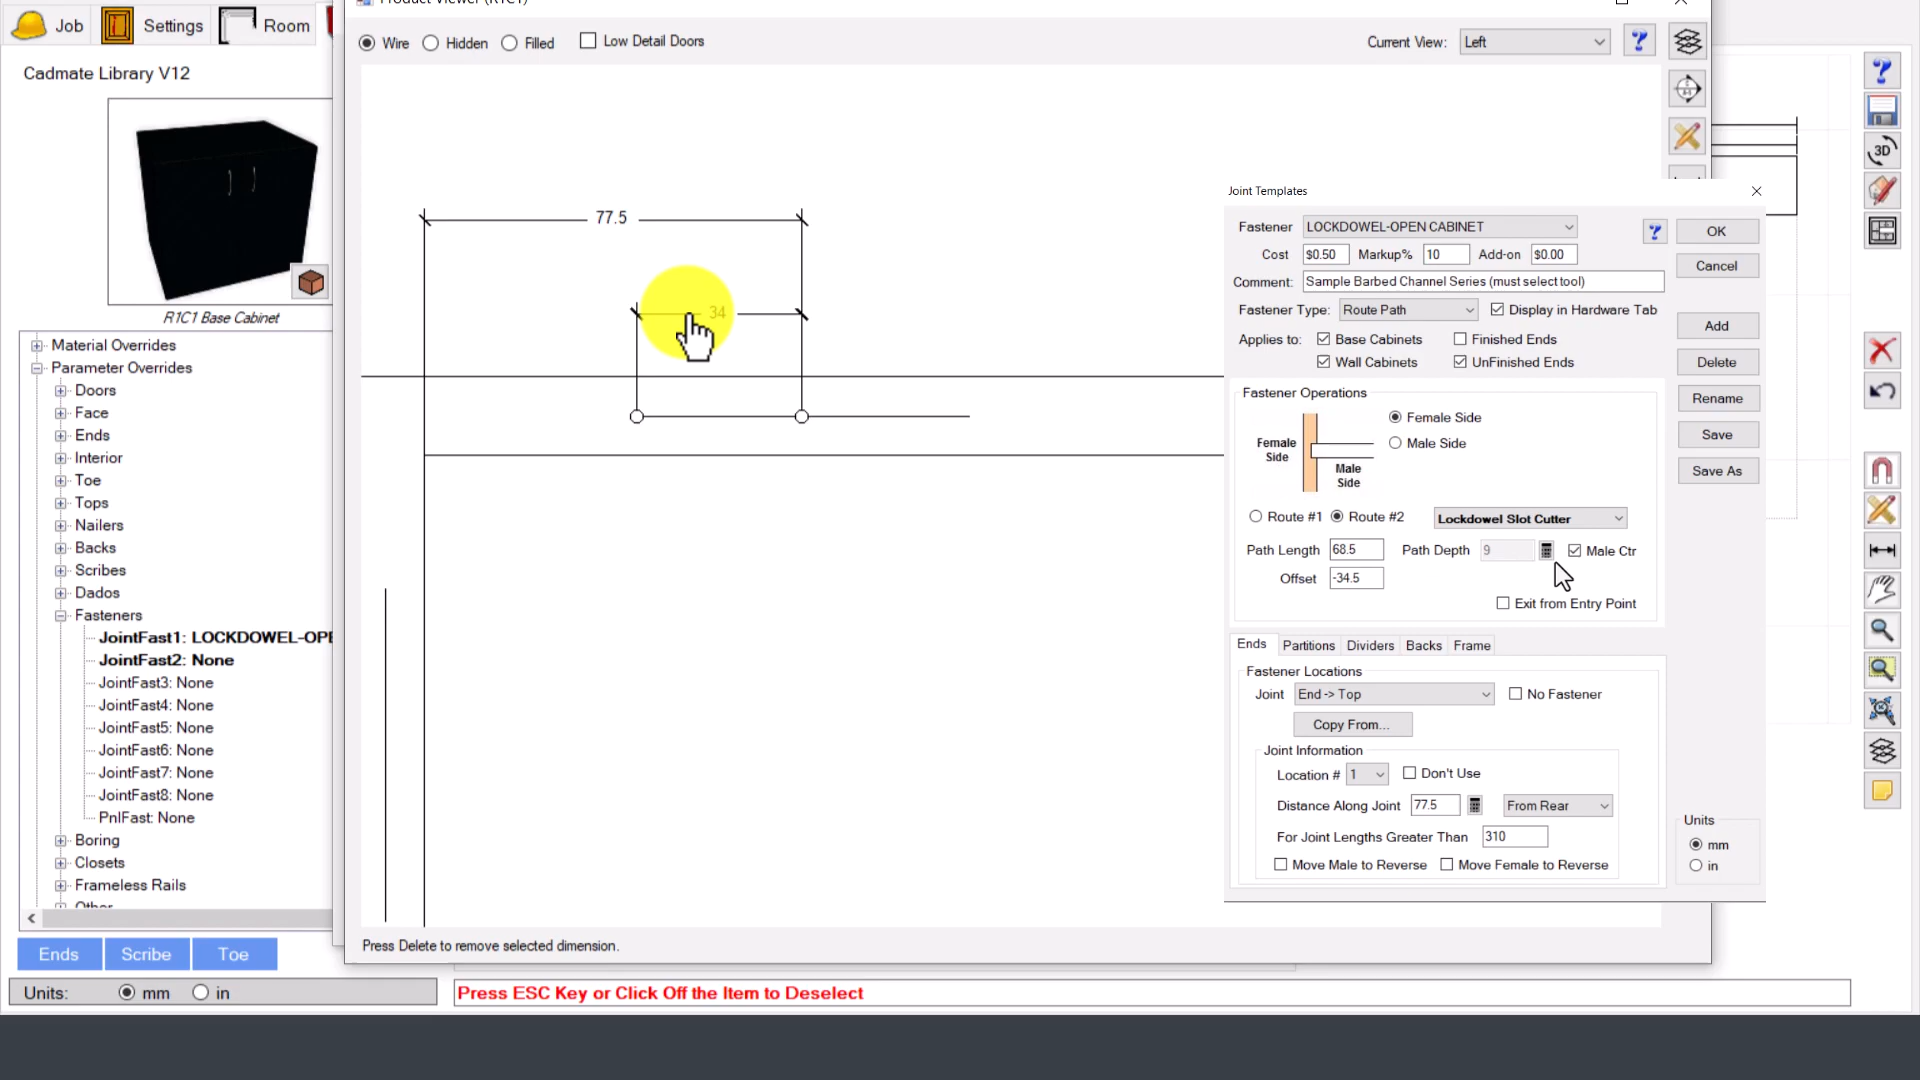 Product Viewer (R1C1)
Job
Settings
Room
Cadmate Library V12
R1C1 Base Cabinet
Material Overrides
Parameter Overrides
Doors
Face
Ends
Interior
Toe
Tops
Nailers
Backs
Scribes
Dados
Fasteners
JointFast1: LOCKDOWEL-OPE
JointFast2: None
JointFast3: None
JointFast4: None
JointFast5: None
JointFast6: None
JointFast7: None
JointFast8: None
PnlFast: None
Boring
Closets
Frameless Rails
Other
Ends Scribe Toe
Units: mm in
Wire Hidden Filled Low Detail Doors
Current View: Left
?
77.5
34
Press Delete to remove selected dimension.
Press ESC Key or Click Off the Item to Deselect
Joint Templates
Fastener LOCKDOWEL-OPEN CABINET
?
Cost $0.50 Markup% 10 Add-on $0.00
Comment: Sample Barbed Channel Series (must select tool)
Fastener Type: Route Path Display in Hardware Tab
Applies to: Base Cabinets Finished Ends
Wall Cabinets UnFinished Ends
Fastener Operations
Female Side
Male Side
Female
Side
Male
Side
Route #1 Route #2 Lockdowel Slot Cutter
Path Length 68.5 Path Depth 9 Male Ctr
Offset -34.5
Exit from Entry Point
Ends Partitions Dividers Backs Frame
Fastener Locations
Joint End -> Top No Fastener
Copy From...
Joint Information
Location # 1 Don't Use
Distance Along Joint 77.5 From Rear
For Joint Lengths Greater Than 310
Move Male to Reverse Move Female to Reverse
OK
Cancel
Add
Delete
Rename
Save
Save As
Units
mm
in
?
3D